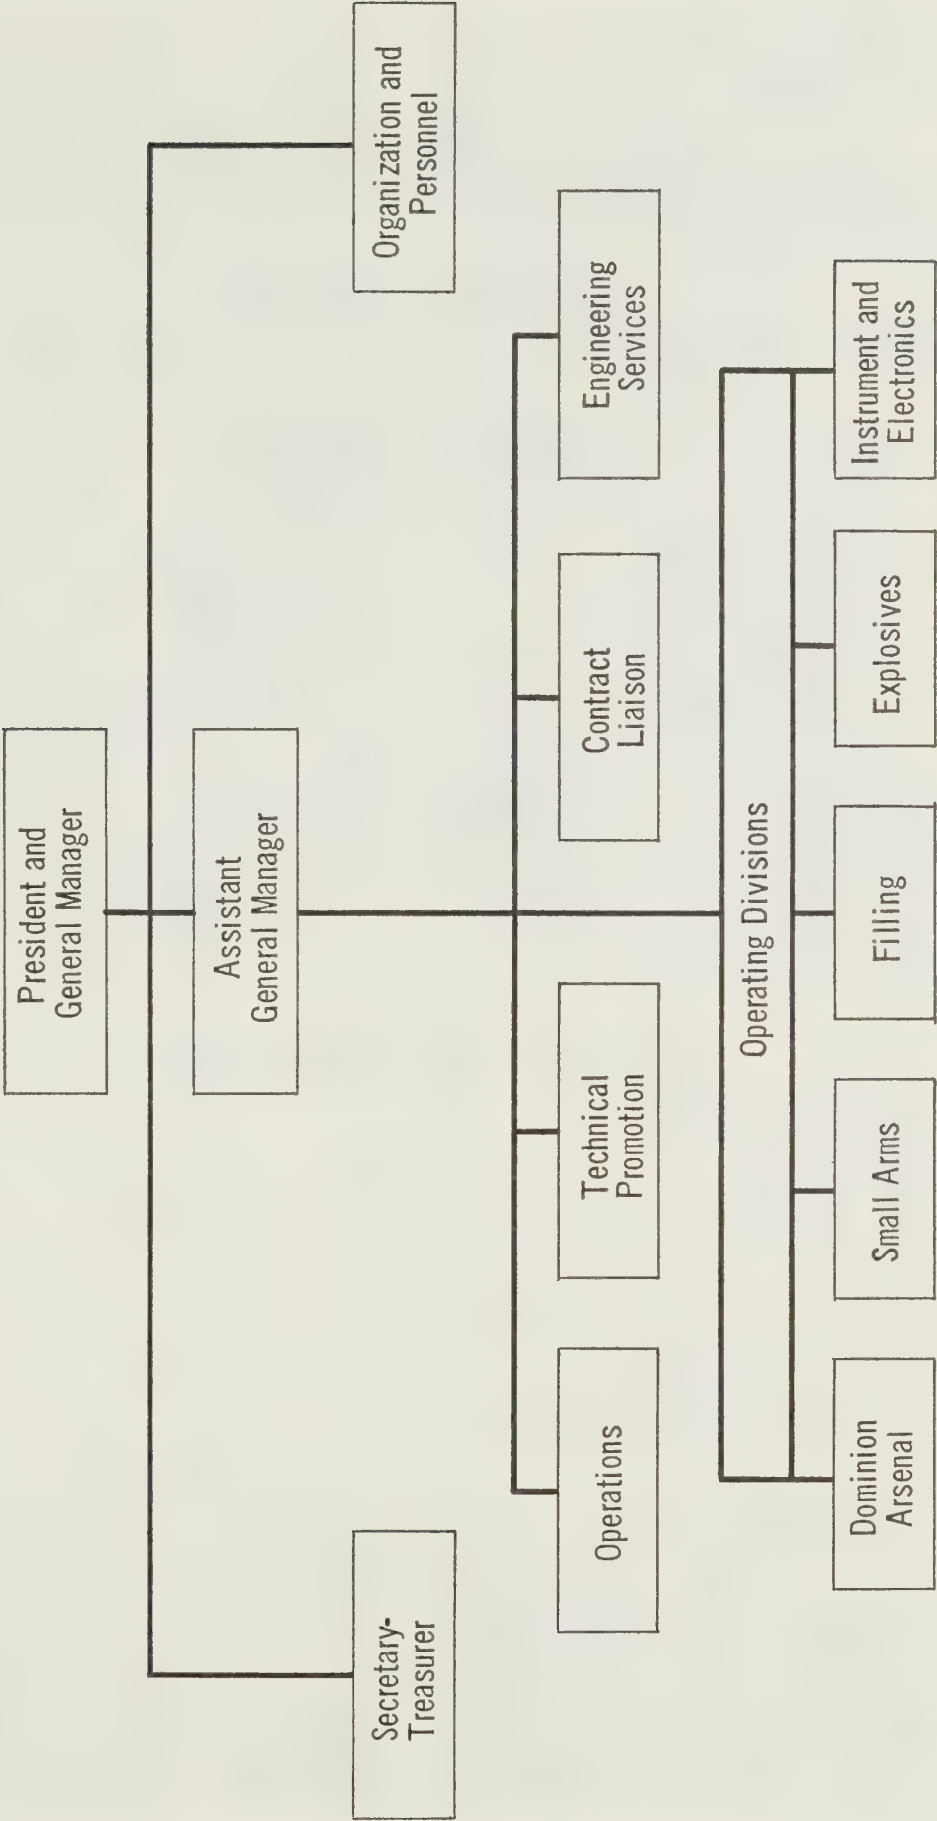 President and
General Manager
Assistant
General Manager
Secretary-
Treasurer
Organization and
Personnel
Operations
Technical
Promotion
Contract
Liaison
Engineering
Services
Operating Divisions
Dominion
Arsenal
Small Arms
Filling
Explosives
Instrument and
Electronics